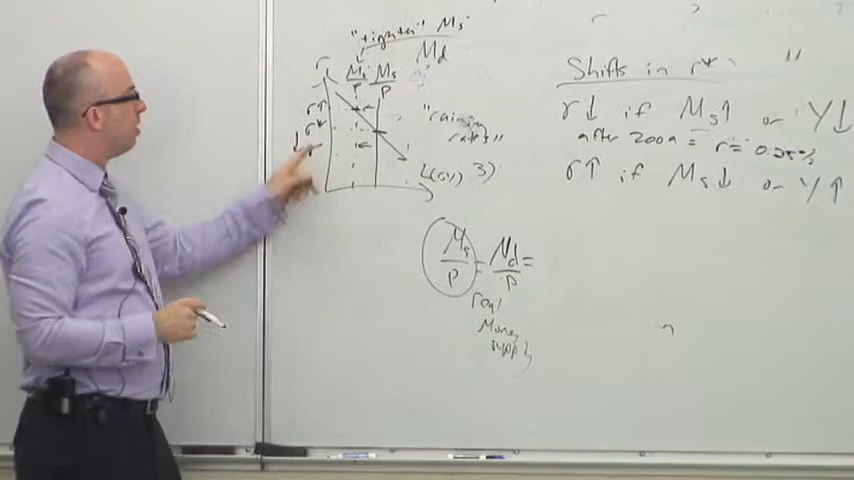 "tighter" Ms
Md
r
Ms Ms
P P
r↑
r*
↓ r
"raising
rates"
L(r,Y)
Ms = Md =
P P
real
Money
supply
Shifts in r*
r↓ if Ms↑ or Y↓
after 2009 = r = 0.25%
r↑ if Ms↓ or Y↑